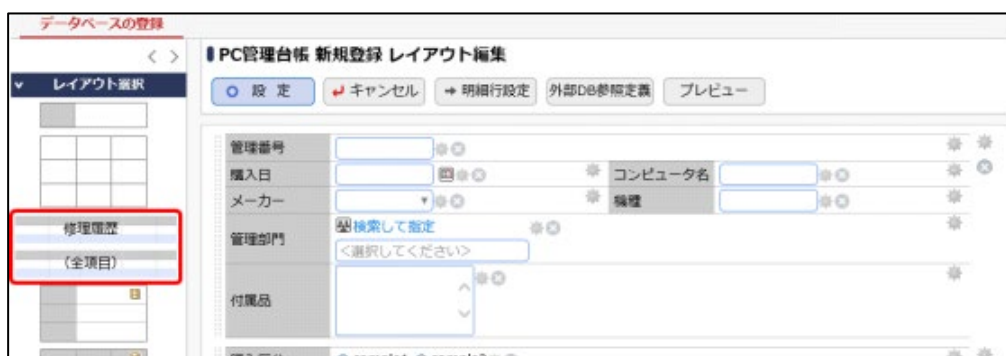 データベースの登録
PC管理台帳 新規登録 レイアウト編集
レイアウト選択
設 定
キャンセル
明細行設定
外部DB参照定義
プレビュー
管理番号
購入日
コンピュータ名
メーカー
機種
修理履歴
(全項目)
管理部門
検索して指定
<選択してください>
付属品